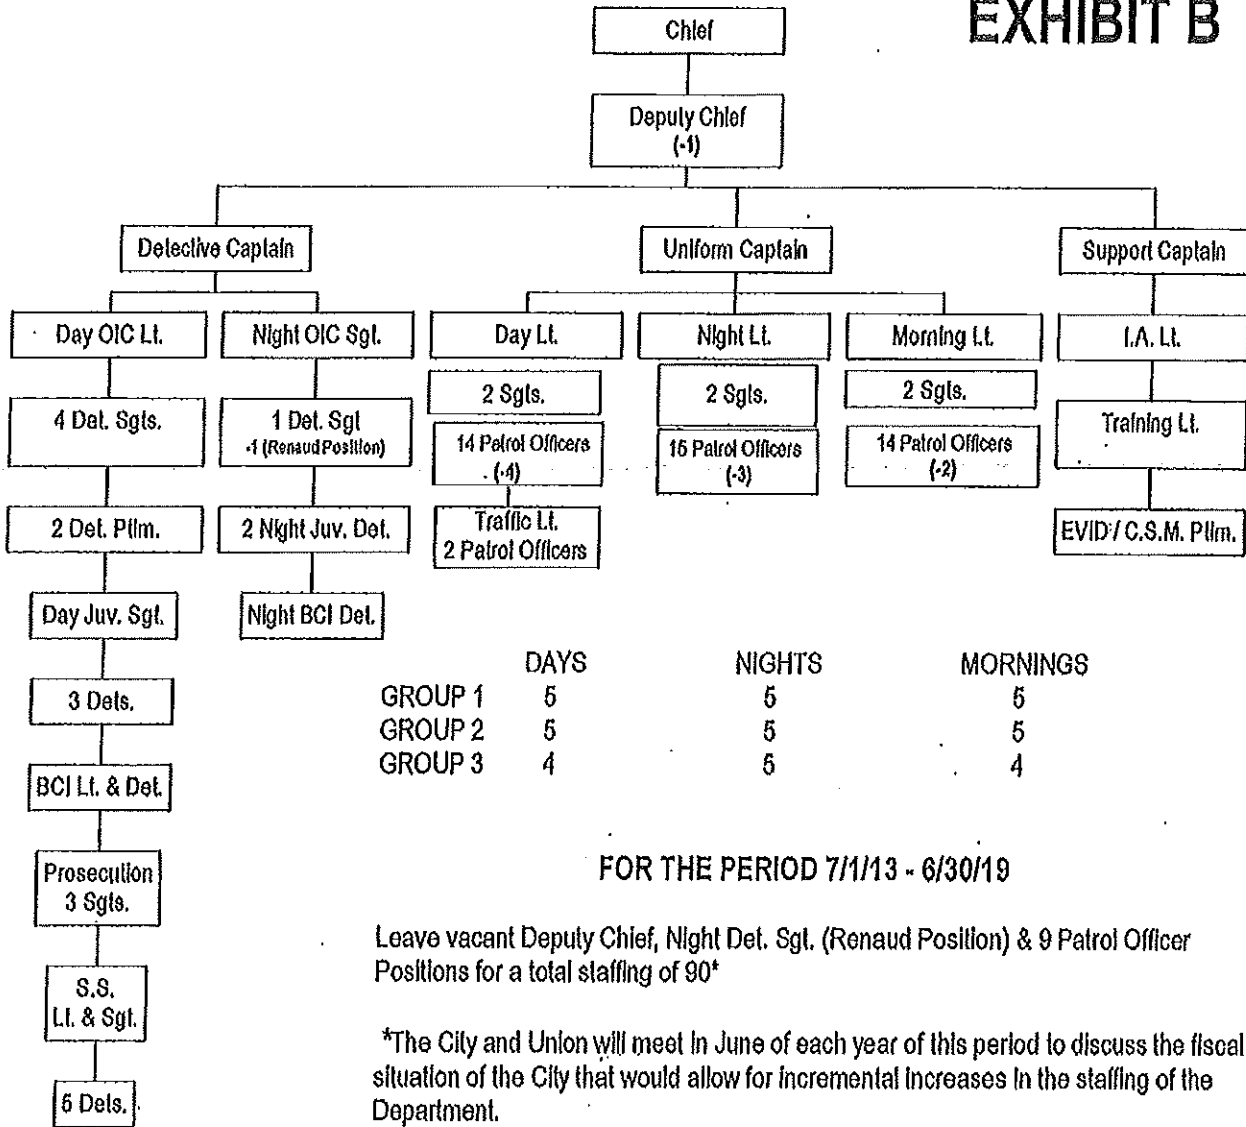 EXHIBIT B
Chief
Deputy Chief
(-1)
Detective Captain
Uniform Captain
Support Captain
Day OIC Lt.
Night OIC Sgt.
Day Lt.
Night Lt.
Morning Lt.
I.A. Lt.
4 Det. Sgts.
1 Det. Sgt
-1 (Renaud Position)
2 Sgts.
2 Sgts.
2 Sgts.
Training Lt.
14 Patrol Officers
(-4)
15 Patrol Officers
(-3)
14 Patrol Officers
(-2)
2 Det. Ptlm.
2 Night Juv. Det.
Traffic Lt.
2 Patrol Officers
EVID / C.S.M. Ptlm.
Day Juv. Sgt.
Night BCI Det.
3 Dets.
BCI Lt. & Det.
Prosecution
3 Sgts.
S.S.
Lt. & Sgt.
5 Dets.
DAYS NIGHTS MORNINGS
GROUP 1 5 5 5
GROUP 2 5 5 5
GROUP 3 4 5 4
FOR THE PERIOD 7/1/13 - 6/30/19
Leave vacant Deputy Chief, Night Det. Sgt. (Renaud Position) & 9 Patrol Officer
Positions for a total staffing of 90*
*The City and Union will meet in June of each year of this period to discuss the fiscal
situation of the City that would allow for incremental increases in the staffing of the
Department.